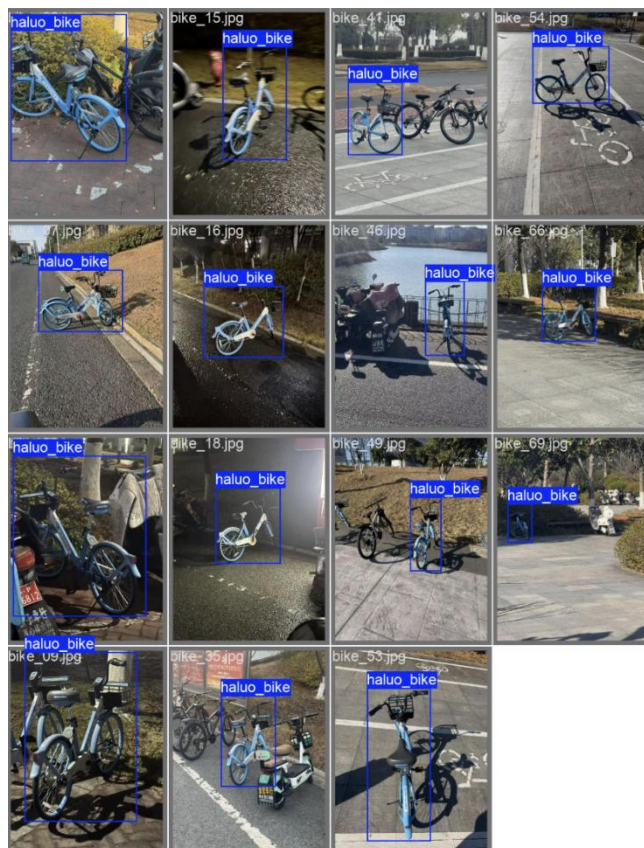 haluo_bike
bike_15.jpg
haluo_bike
bike_41.jpg
haluo_bike
bike_54.jpg
haluo_bike
haluo_bike
bike_16.jpg
haluo_bike
bike_46.jpg
haluo_bike
bike_66.jpg
haluo_bike
haluo_bike
bike_18.jpg
haluo_bike
bike_49.jpg
haluo_bike
bike_69.jpg
haluo_bike
haluo_bike
bike_09.jpg
bike_35.jpg
haluo_bike
bike_53.jpg
haluo_bike